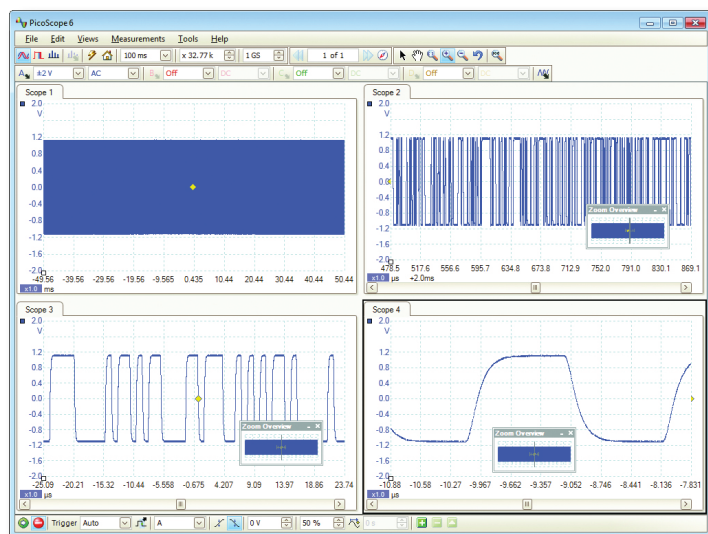 PicoScope 6
File Edit Views Measurements Tools Help
100 ms x 32.77 k 1 GS 1 of 1
A ±2 V AC B Off DC C Off DC D Off DC
Scope 1
2.0
V
1.2
0.8
0.4
0.0
-0.4
-0.8
-1.2
-1.6
-2.0
-49.56 -39.56 -29.56 -19.56 -9.565 0.435 10.44 20.44 30.44 40.44 50.44
x1.0 ms
Scope 2
2.0
V
1.2
0.8
0.4
0.0
-0.4
-0.8
-1.2
-1.6
-2.0
Zoom Overview
478.5 517.6 556.6 595.7 634.8 673.8 712.9 752.0 791.0 830.1 869.1
x1.0 µs +2.0ms
Scope 3
2.0
V
1.2
0.8
0.4
0.0
-0.4
-0.8
-1.2
-1.6
-2.0
Zoom Overview
-25.09 -20.21 -15.32 -10.44 -5.558 -0.675 4.207 9.09 13.97 18.86 23.74
x1.0 µs
Scope 4
2.0
V
1.2
0.8
0.4
0.0
-0.4
-0.8
-1.2
-1.6
-2.0
Zoom Overview
-10.88 -10.58 -10.27 -9.967 -9.662 -9.357 -9.052 -8.746 -8.441 -8.136 -7.831
x1.0 µs
Trigger Auto A 0 V 50 % 0 s